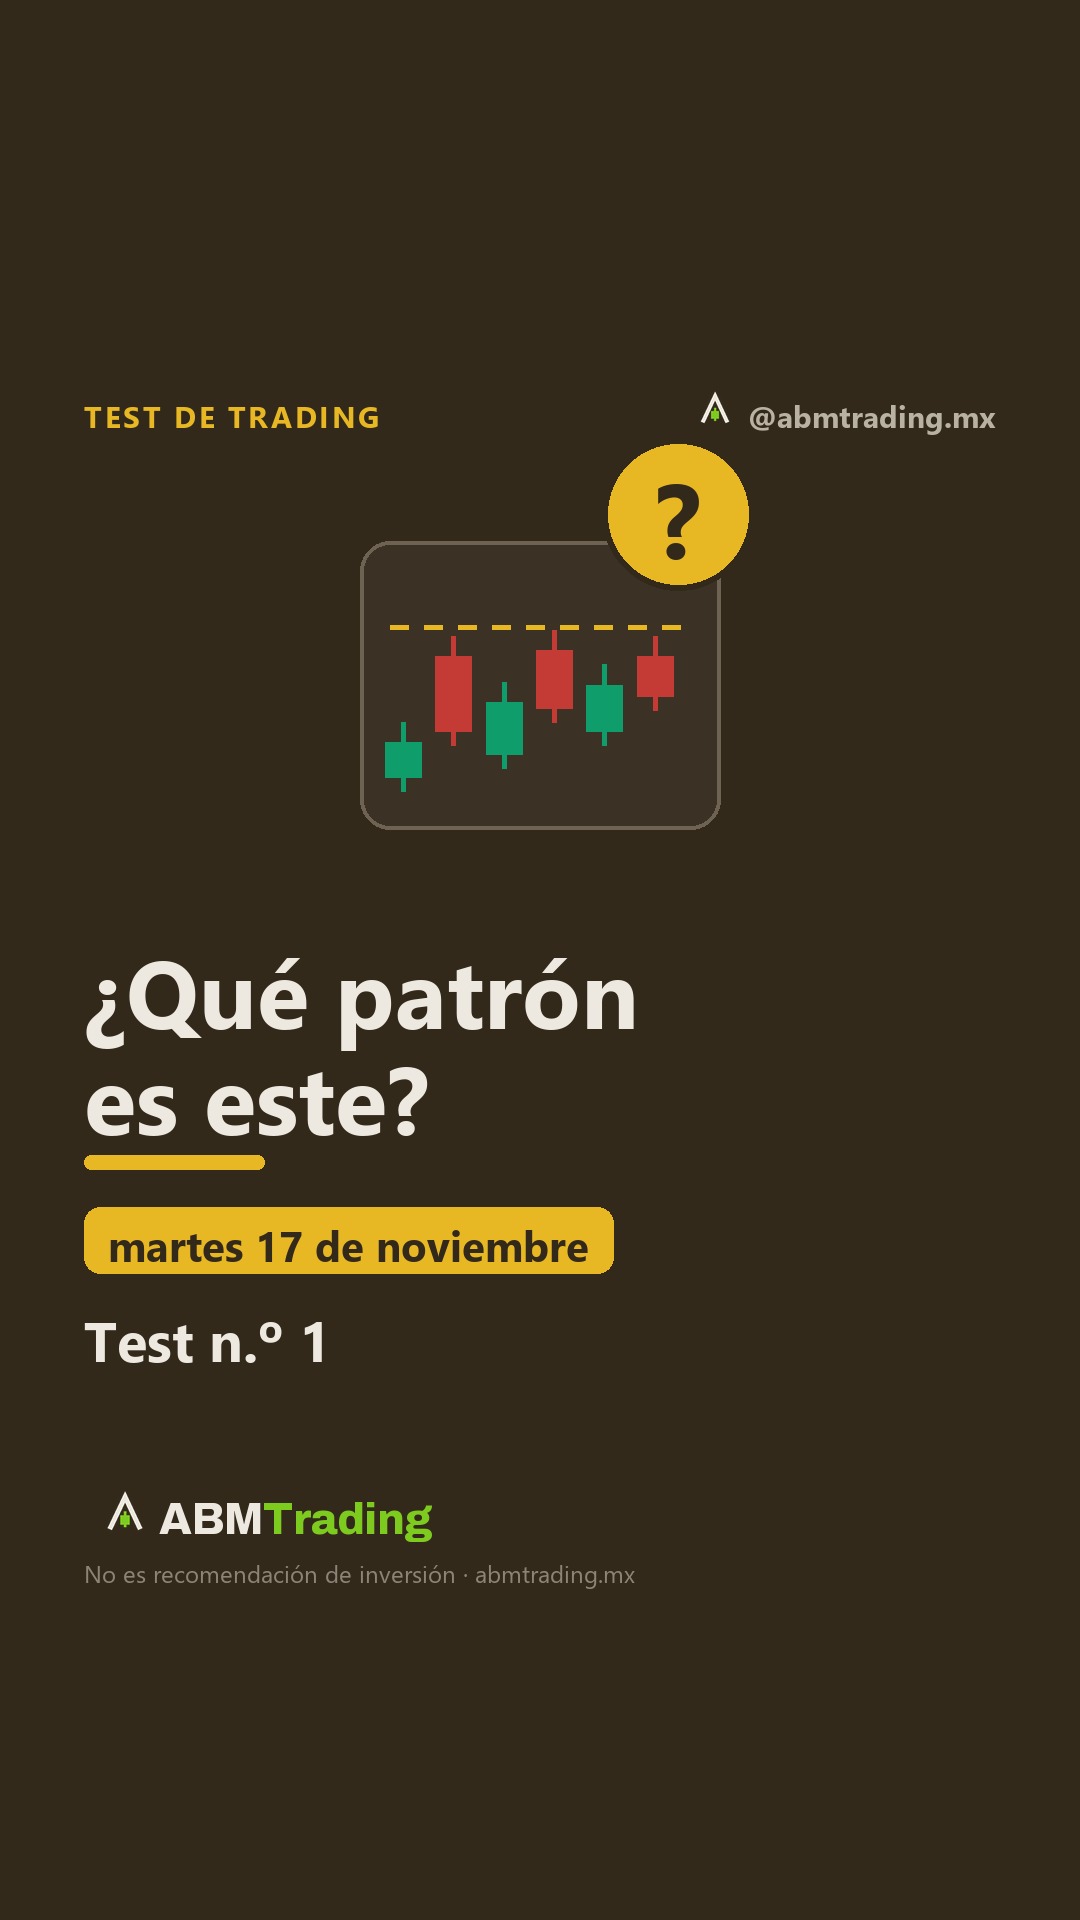 TEST DE TRADING
@abmtrading.mx
?
¿Qué patrón
es este?
martes 17 de noviembre
Test n.º 1
ABMTrading
No es recomendación de inversión · abmtrading.mx